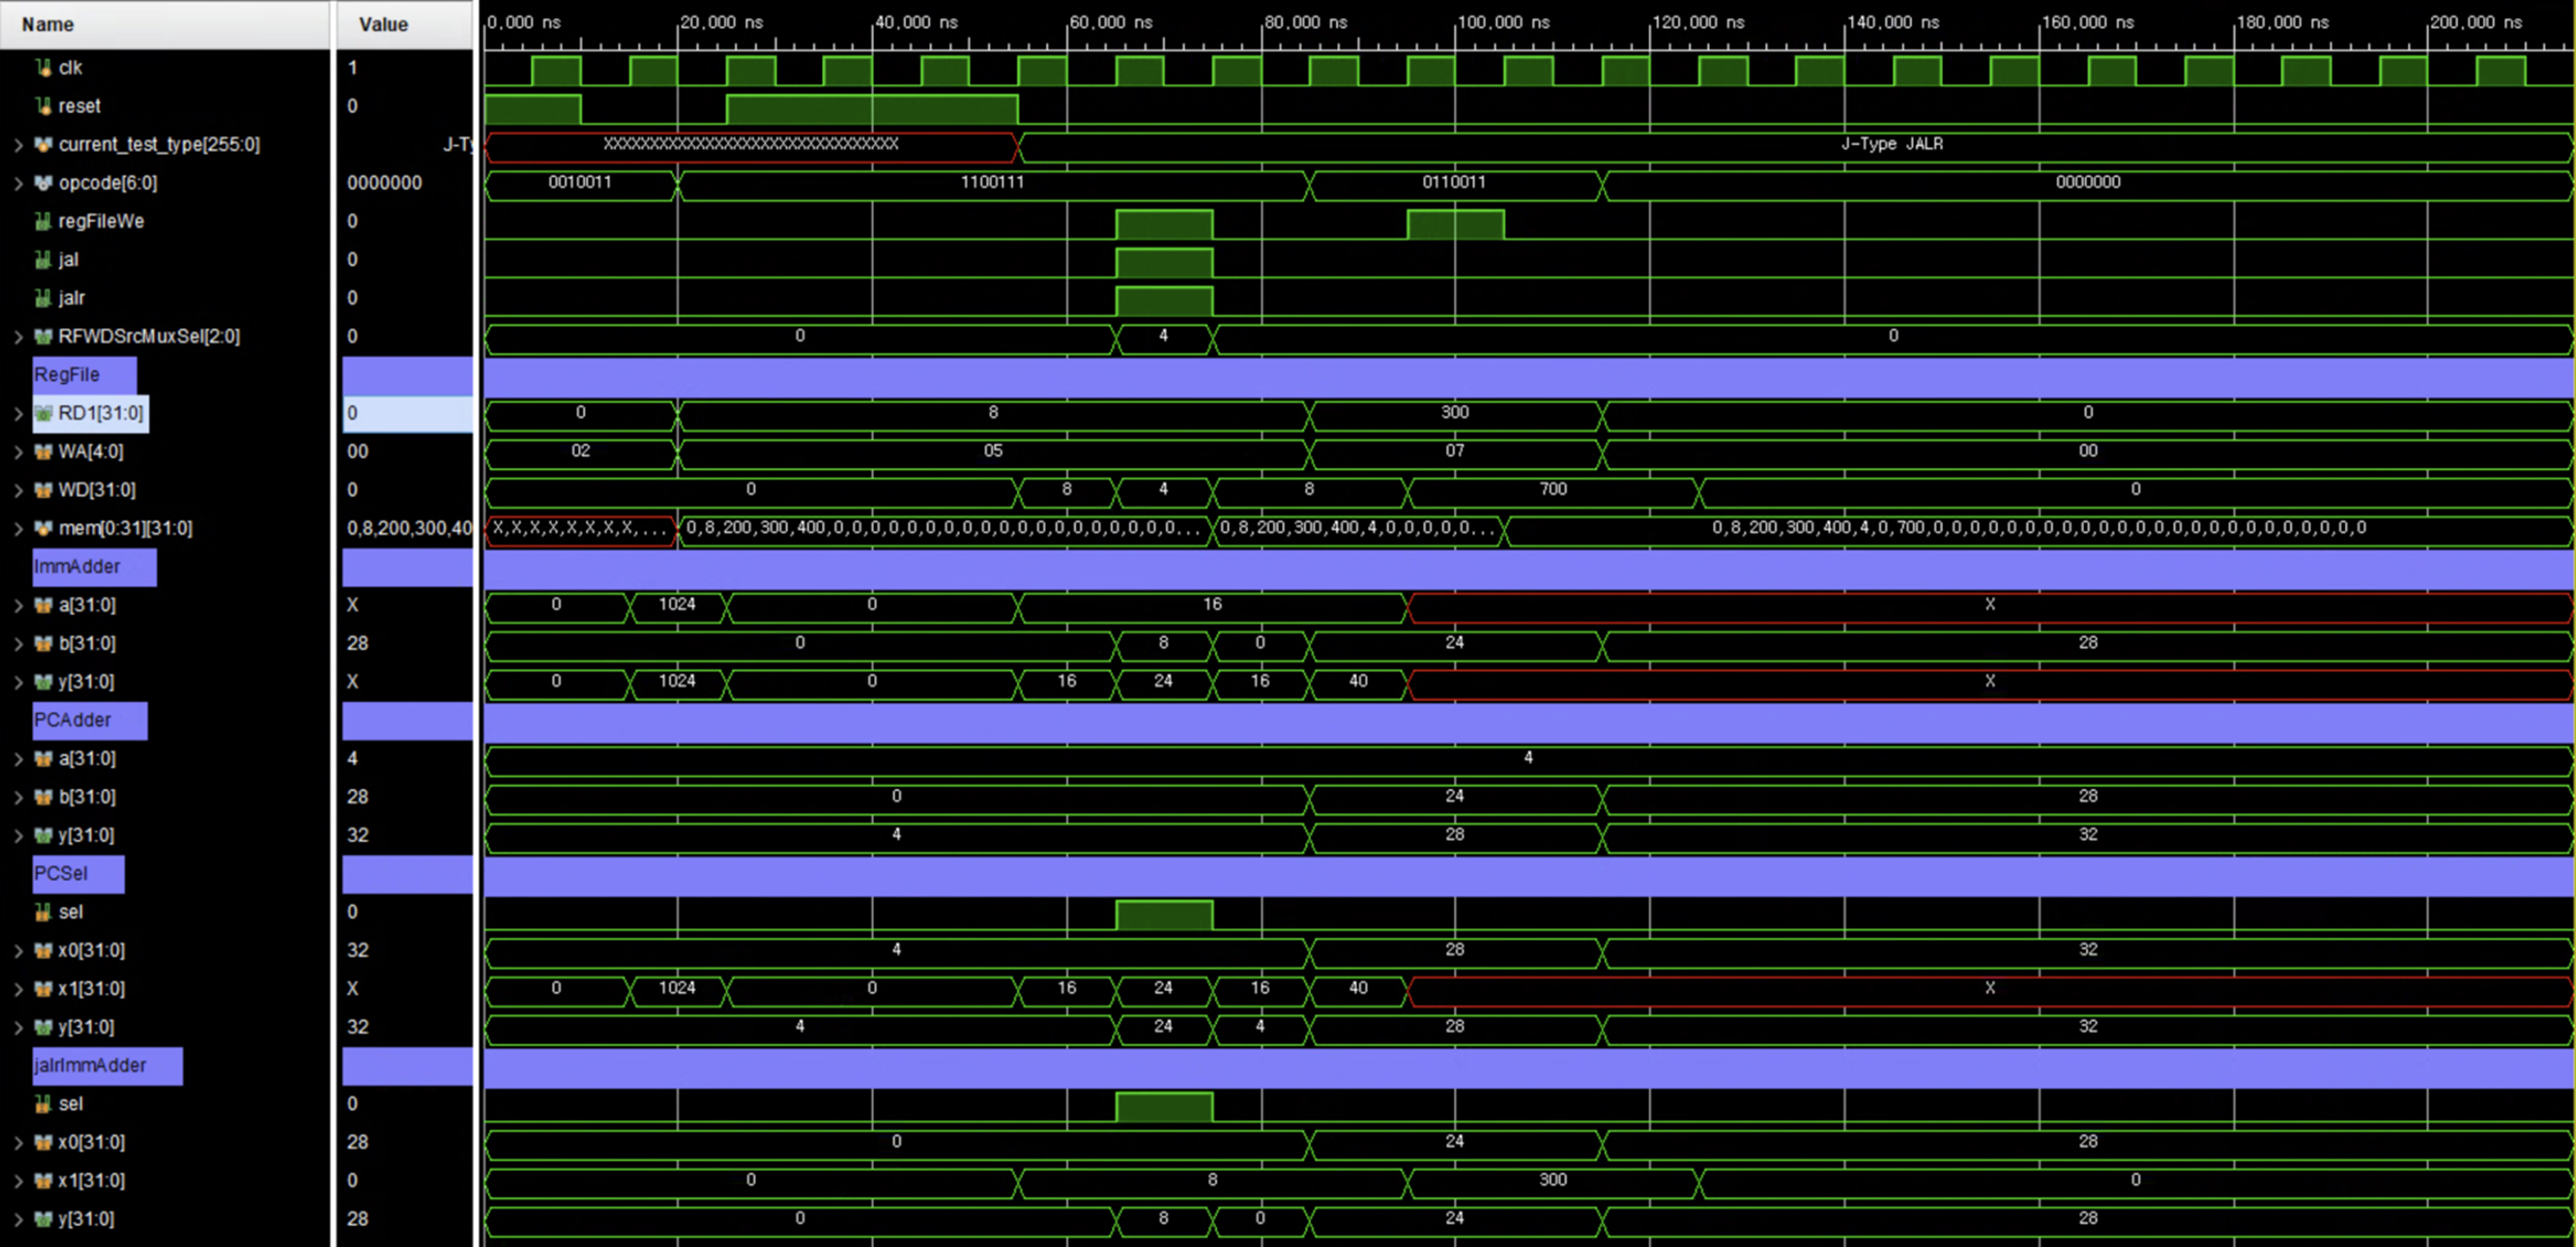 Name Value 0,000 ns 20,000 ns 40,000 ns 60,000 ns 80,000 ns 100,000 ns 120,000 ns 140,000 ns 160,000 ns 180,000 ns 200,000 ns
clk 1
reset 0
current_test_type[255:0] J-Ty XXXXXXXXXXXXXXXXXXXXXXXXXXXXXXXX J-Type JALR
opcode[6:0] 0000000 0010011 1100111 0110011 0000000
regFileWe 0
jal 0
jalr 0
RFWDSrcMuxSel[2:0] 0 0 4 0
RegFile
RD1[31:0] 0 0 8 300 0
WA[4:0] 00 02 05 07 00
WD[31:0] 0 0 8 4 8 700 0
mem[0:31][31:0] 0,8,200,300,40 X,X,X,X,X,X,X,X,... 0,8,200,300,400,0,0,0,0,0,0,0,0,0,0,0,0,0,0,0,0,0,0,0... 0,8,200,300,400,4,0,0,0,0,0... 0,8,200,300,400,4,0,700,0,0,0,0,0,0,0,0,0,0,0,0,0,0,0,0,0,0,0,0,0,0,0,0
ImmAdder
a[31:0] X 0 1024 0 16 X
b[31:0] 28 0 8 0 24 28
y[31:0] X 0 1024 0 16 24 16 40 X
PCAdder
a[31:0] 4 4
b[31:0] 28 0 24 28
y[31:0] 32 4 28 32
PCSel
sel 0
x0[31:0] 32 4 28 32
x1[31:0] X 0 1024 0 16 24 16 40 X
y[31:0] 32 4 24 4 28 32
jalrImmAdder
sel 0
x0[31:0] 28 0 24 28
x1[31:0] 0 0 8 300 0
y[31:0] 28 0 8 0 24 28